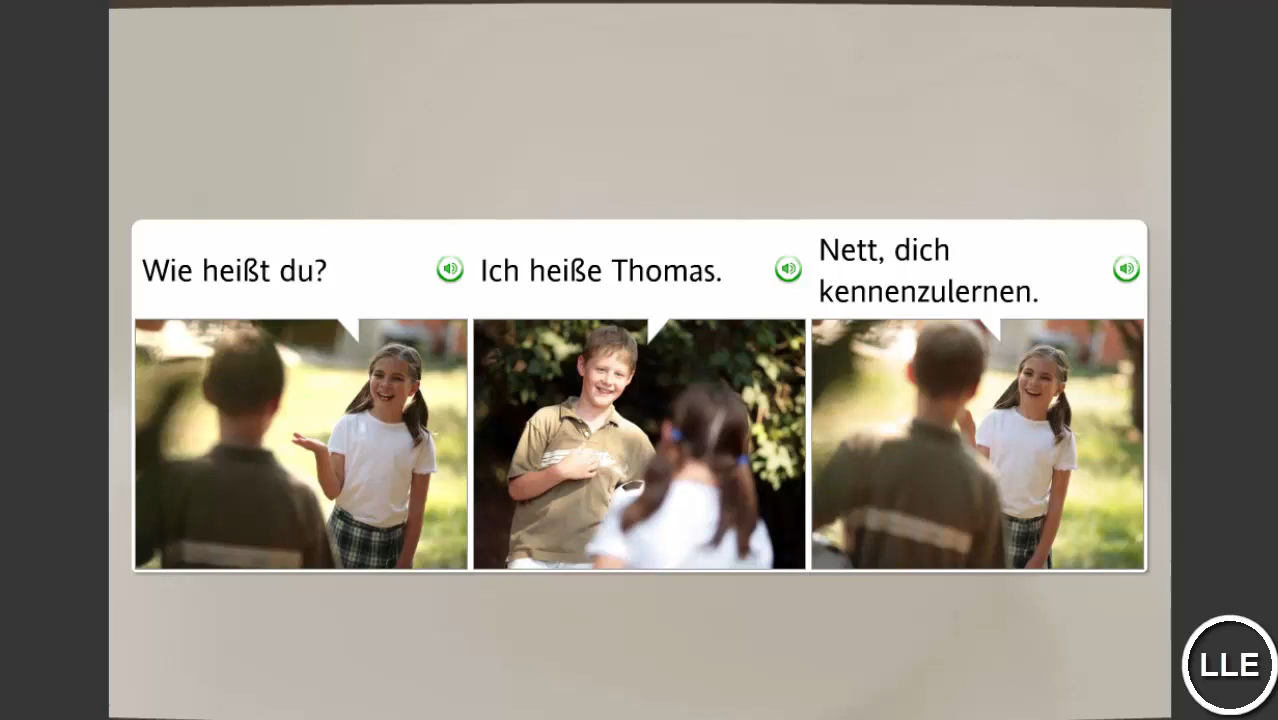 Wie heißt du?
Ich heiße Thomas.
Nett, dich
kennenzulernen.
LLE